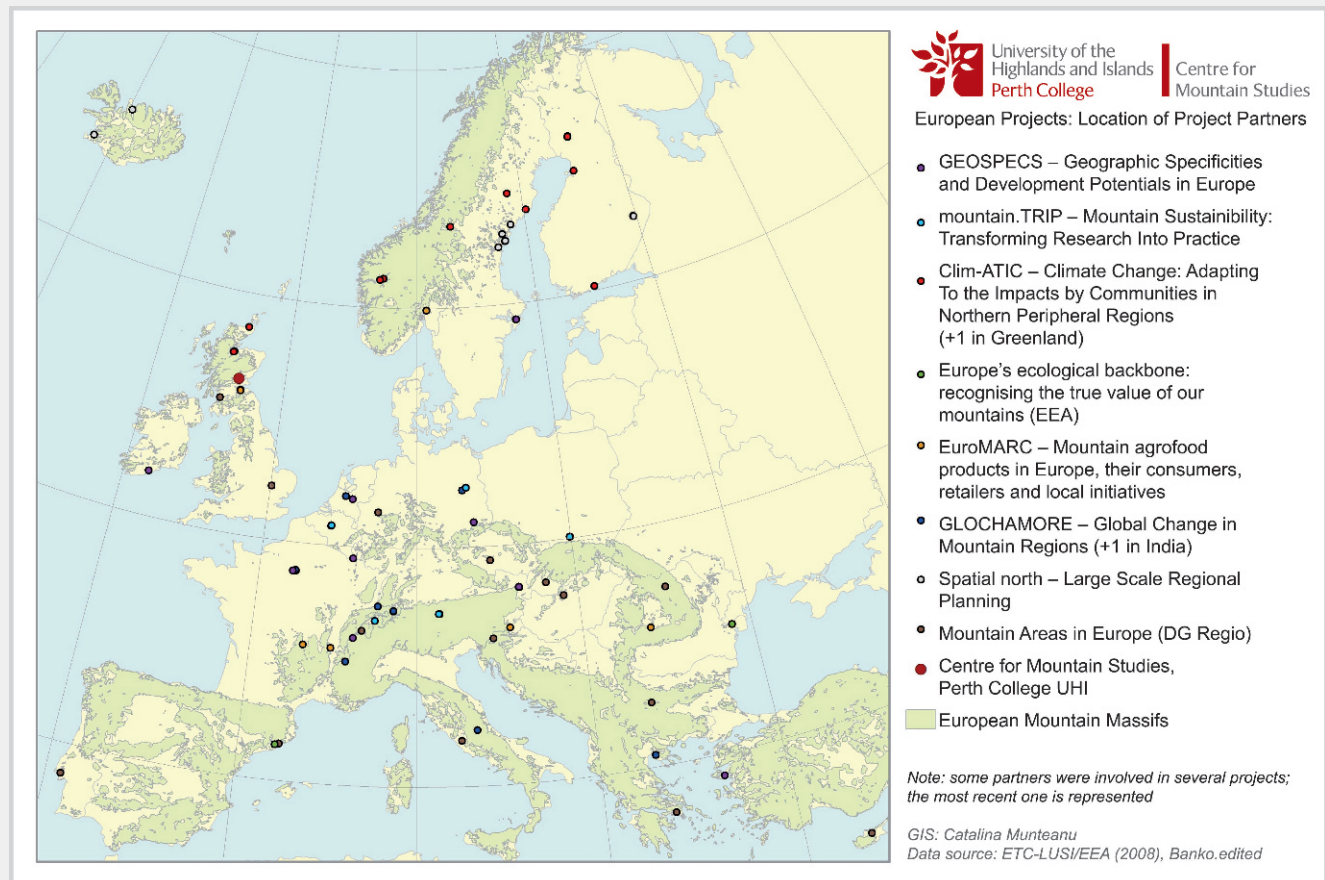 University of the
Highlands and Islands
Perth College
Centre for
Mountain Studies
European Projects: Location of Project Partners
GEOSPECS – Geographic Specificities
and Development Potentials in Europe
mountain.TRIP – Mountain Sustainibility:
Transforming Research Into Practice
Clim-ATIC – Climate Change: Adapting
To the Impacts by Communities in
Northern Peripheral Regions
(+1 in Greenland)
Europe's ecological backbone:
recognising the true value of our
mountains (EEA)
EuroMARC – Mountain agrofood
products in Europe, their consumers,
retailers and local initiatives
GLOCHAMORE – Global Change in
Mountain Regions (+1 in India)
Spatial north – Large Scale Regional
Planning
Mountain Areas in Europe (DG Regio)
Centre for Mountain Studies,
Perth College UHI
European Mountain Massifs
Note: some partners were involved in several projects;
the most recent one is represented
GIS: Catalina Munteanu
Data source: ETC-LUSI/EEA (2008), Banko.edited